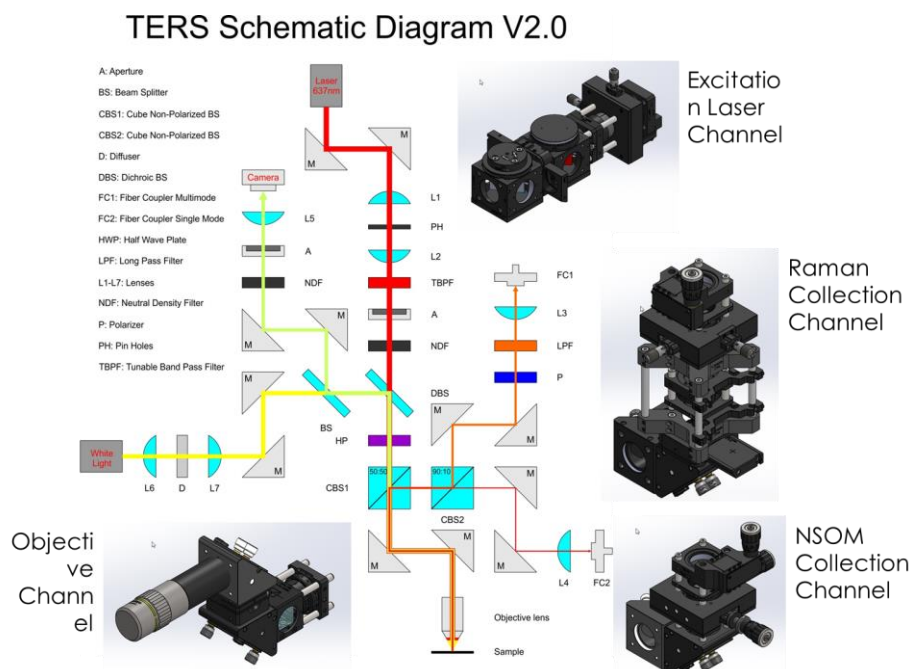 TERS Schematic Diagram V2.0
A: Aperture
BS: Beam Splitter
CBS1: Cube Non-Polarized BS
CBS2: Cube Non-Polarized BS
D: Diffuser
DBS: Dichroic BS
FC1: Fiber Coupler Multimode
FC2: Fiber Coupler Single Mode
HWP: Half Wave Plate
LPF: Long Pass Filter
L1-L7: Lenses
NDF: Neutral Density Filter
P: Polarizer
PH: Pin Holes
TBPF: Tunable Band Pass Filter
Laser
637nm
M
M
Camera
L5
A
NDF
M
M
L1
PH
L2
TBPF
A
NDF
DBS
FC1
L3
LPF
P
M
M
M
BS
HP
White
Light
L6
D
L7
M
CBS1
50:50
90:10
CBS2
M
M
M
M
L4
FC2
Objective lens
Sample
Excitatio
n Laser
Channel
Raman
Collection
Channel
NSOM
Collection
Channel
Objecti
ve
Chann
el